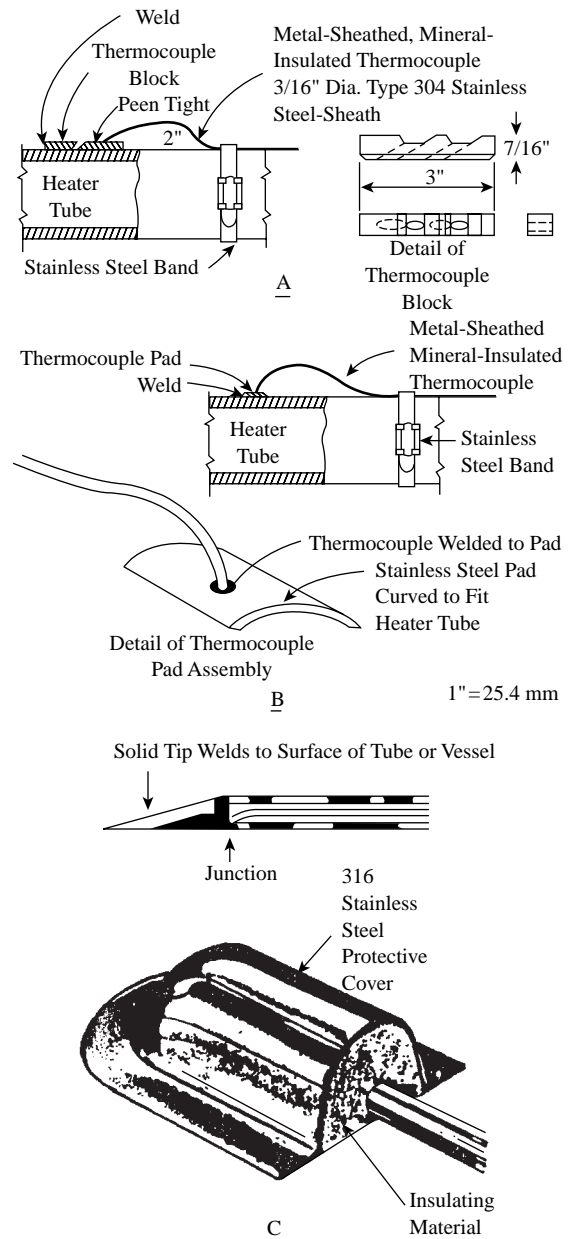 Weld
Thermocouple
Block
Peen Tight
Metal-Sheathed, Mineral-
Insulated Thermocouple
3/16" Dia. Type 304 Stainless
Steel-Sheath
2"
7/16"
3"
Heater
Tube
Stainless Steel Band
A
Detail of
Thermocouple
Block
Metal-Sheathed
Mineral-Insulated
Thermocouple
Thermocouple Pad
Weld
Heater
Tube
Stainless
Steel Band
Thermocouple Welded to Pad
Stainless Steel Pad
Curved to Fit
Heater Tube
Detail of Thermocouple
Pad Assembly
B
1"=25.4 mm
Solid Tip Welds to Surface of Tube or Vessel
Junction
316
Stainless
Steel
Protective
Cover
Insulating
Material
C